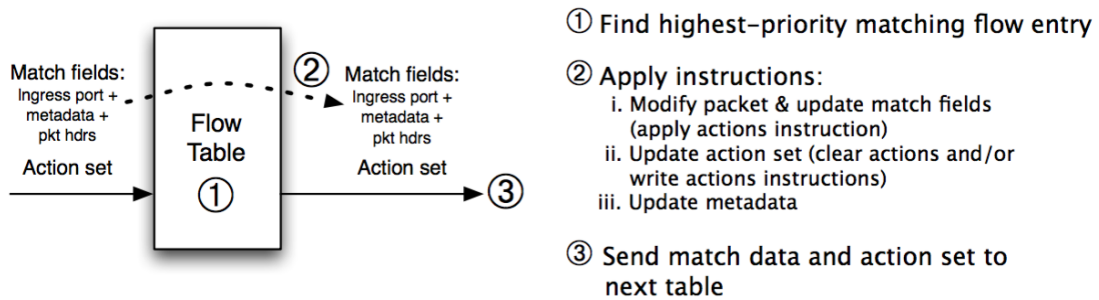 Match fields:
Ingress port +
metadata +
pkt hdrs
Action set
Flow
Table
①
②
Match fields:
Ingress port +
metadata +
pkt hdrs
Action set
③
① Find highest-priority matching flow entry
② Apply instructions:
i. Modify packet & update match fields
(apply actions instruction)
ii. Update action set (clear actions and/or
write actions instructions)
iii. Update metadata
③ Send match data and action set to
next table